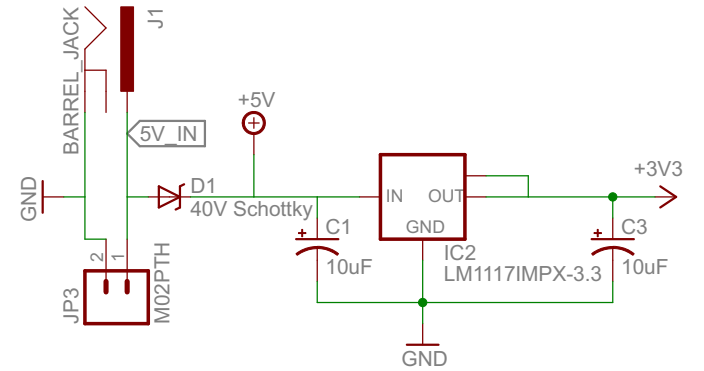 BARREL_JACK
J1
5V_IN
+5V
GND
D1
40V Schottky
IN
OUT
GND
+3V3
C1
10uF
IC2
LM1117IMPX-3.3
C3
10uF
2
1
JP3
M02PTH
GND